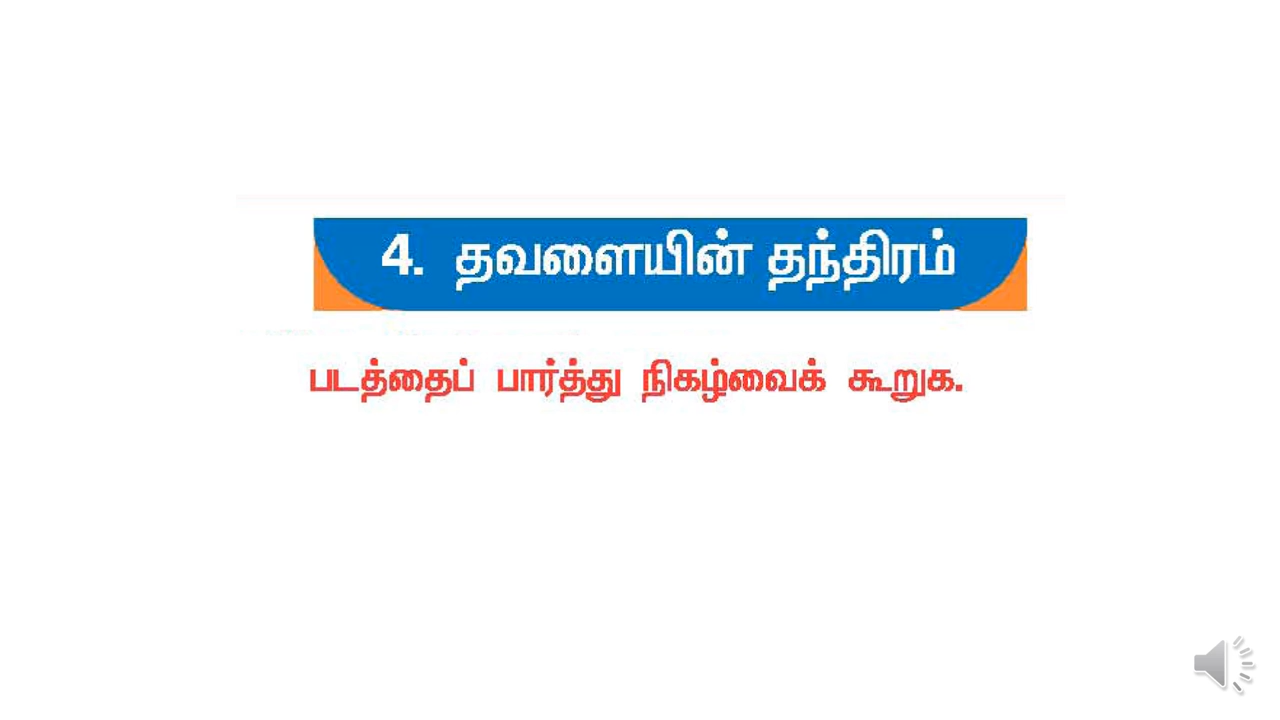 4. தவளையின் தந்திரம்
படத்தைப் பார்த்து நிகழ்வைக் கூறுக.